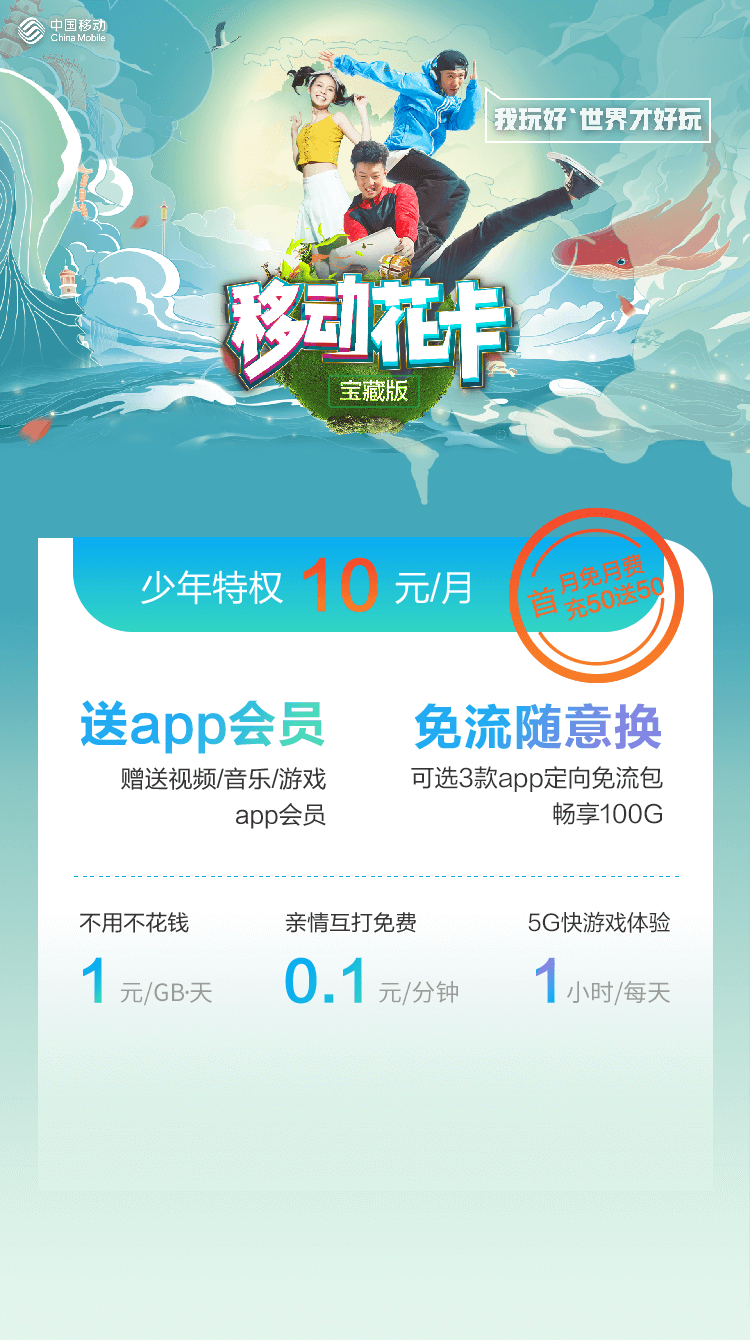 中国移动
China Mobile
我玩好`世界才好玩
移动花卡
宝藏版
少年特权 10 元/月
首月免月费
充50送50
送app会员
赠送视频/音乐/游戏
app会员
免流随意换
可选3款app定向免流包
畅享100G
不用不花钱
1 元/GB·天
亲情互打免费
0.1 元/分钟
5G快游戏体验
1 小时/每天